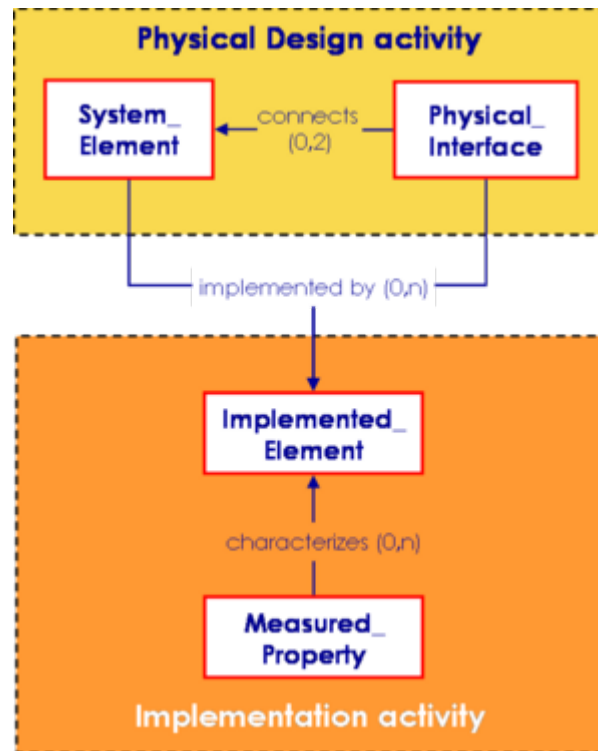 Physical Design activity
System_
Element
connects
(0,2)
Physical_
Interface
implemented by (0,n)
Implemented_
Element
characterizes (0,n)
Measured_
Property
Implementation activity